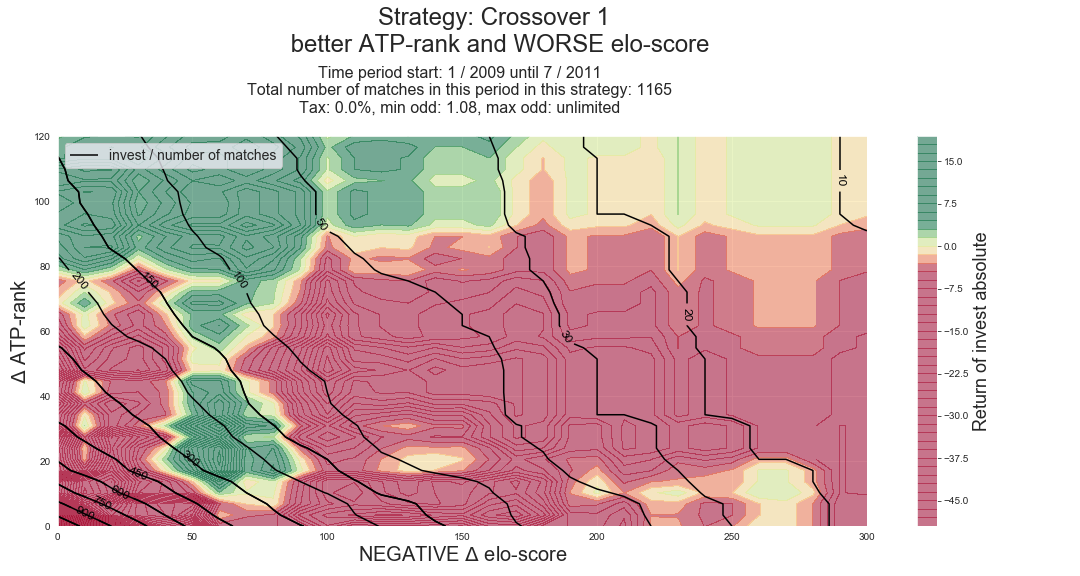 Strategy: Crossover 1
better ATP-rank and WORSE elo-score
Time period start: 1 / 2009 until 7 / 2011
Total number of matches in this period in this strategy: 1165
Tax: 0.0%, min odd: 1.08, max odd: unlimited
invest / number of matches
120
100
80
60
40
20
0
Δ ATP-rank
0 50 100 150 200 250 300
NEGATIVE Δ elo-score
200
150
100
50
30
20
10
300
450
600
750
900
15.0
7.5
0.0
-7.5
-15.0
-22.5
-30.0
-37.5
-45.0
Return of invest absolute